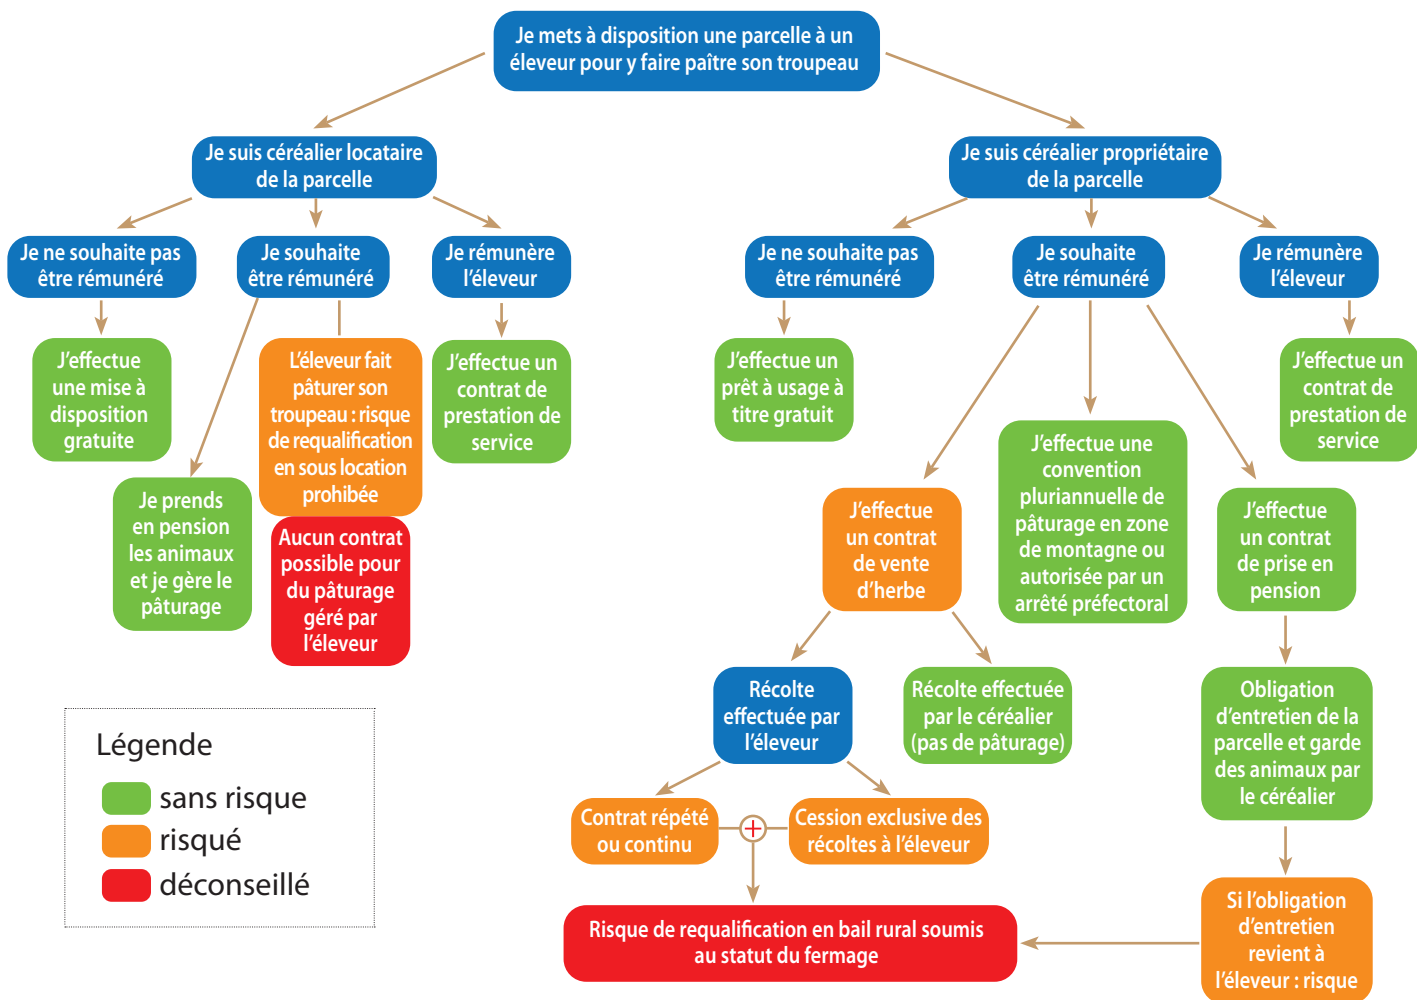 Je mets à disposition une parcelle à un
éleveur pour y faire paître son troupeau
Je suis céréalier locataire
de la parcelle
Je suis céréalier propriétaire
de la parcelle
Je ne souhaite pas
être rémunéré
Je souhaite
être rémunéré
Je rémunère
l'éleveur
Je ne souhaite pas
être rémunéré
Je souhaite
être rémunéré
Je rémunère
l'éleveur
J'effectue
une mise à
disposition
gratuite
L'éleveur fait
pâturer son
troupeau : risque
de requalification
en sous location
prohibée
J'effectue un
contrat de
prestation de
service
J'effectue un
prêt à usage à
titre gratuit
J'effectue un
contrat de
prestation de
service
Je prends
en pension
les animaux
et je gère le
pâturage
Aucun contrat
possible pour
du pâturage
géré par
l'éleveur
J'effectue
un contrat
de vente
d'herbe
J'effectue une
convention
pluriannuelle de
pâturage en zone
de montagne ou
autorisée par un
arrêté préfectoral
J'effectue
un contrat
de prise en
pension
Récolte
effectuée par
l'éleveur
Récolte effectuée
par le céréalier
(pas de pâturage)
Obligation
d'entretien de la
parcelle et garde
des animaux par
le céréalier
Contrat répété
ou continu
+
Cession exclusive des
récoltes à l'éleveur
Risque de requalification en bail rural soumis
au statut du fermage
Si l'obligation
d'entretien
revient à
l'éleveur : risque
Légende
sans risque
risqué
déconseillé